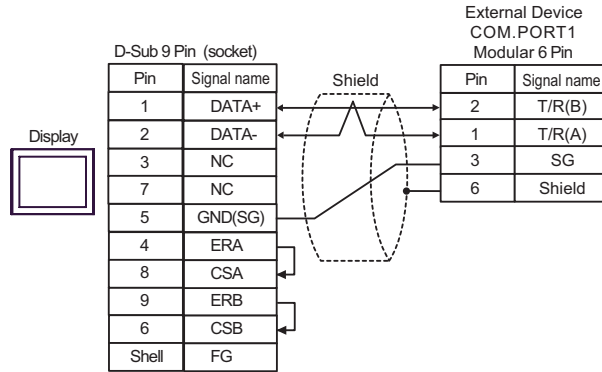 External Device
COM.PORT1
Modular 6 Pin
D-Sub 9 Pin (socket)
Pin Signal name Shield Pin Signal name
1 DATA+ 2 T/R(B)
Display 2 DATA- 1 T/R(A)
3 NC 3 SG
7 NC 6 Shield
5 GND(SG)
4 ERA
8 CSA
9 ERB
6 CSB
Shell FG